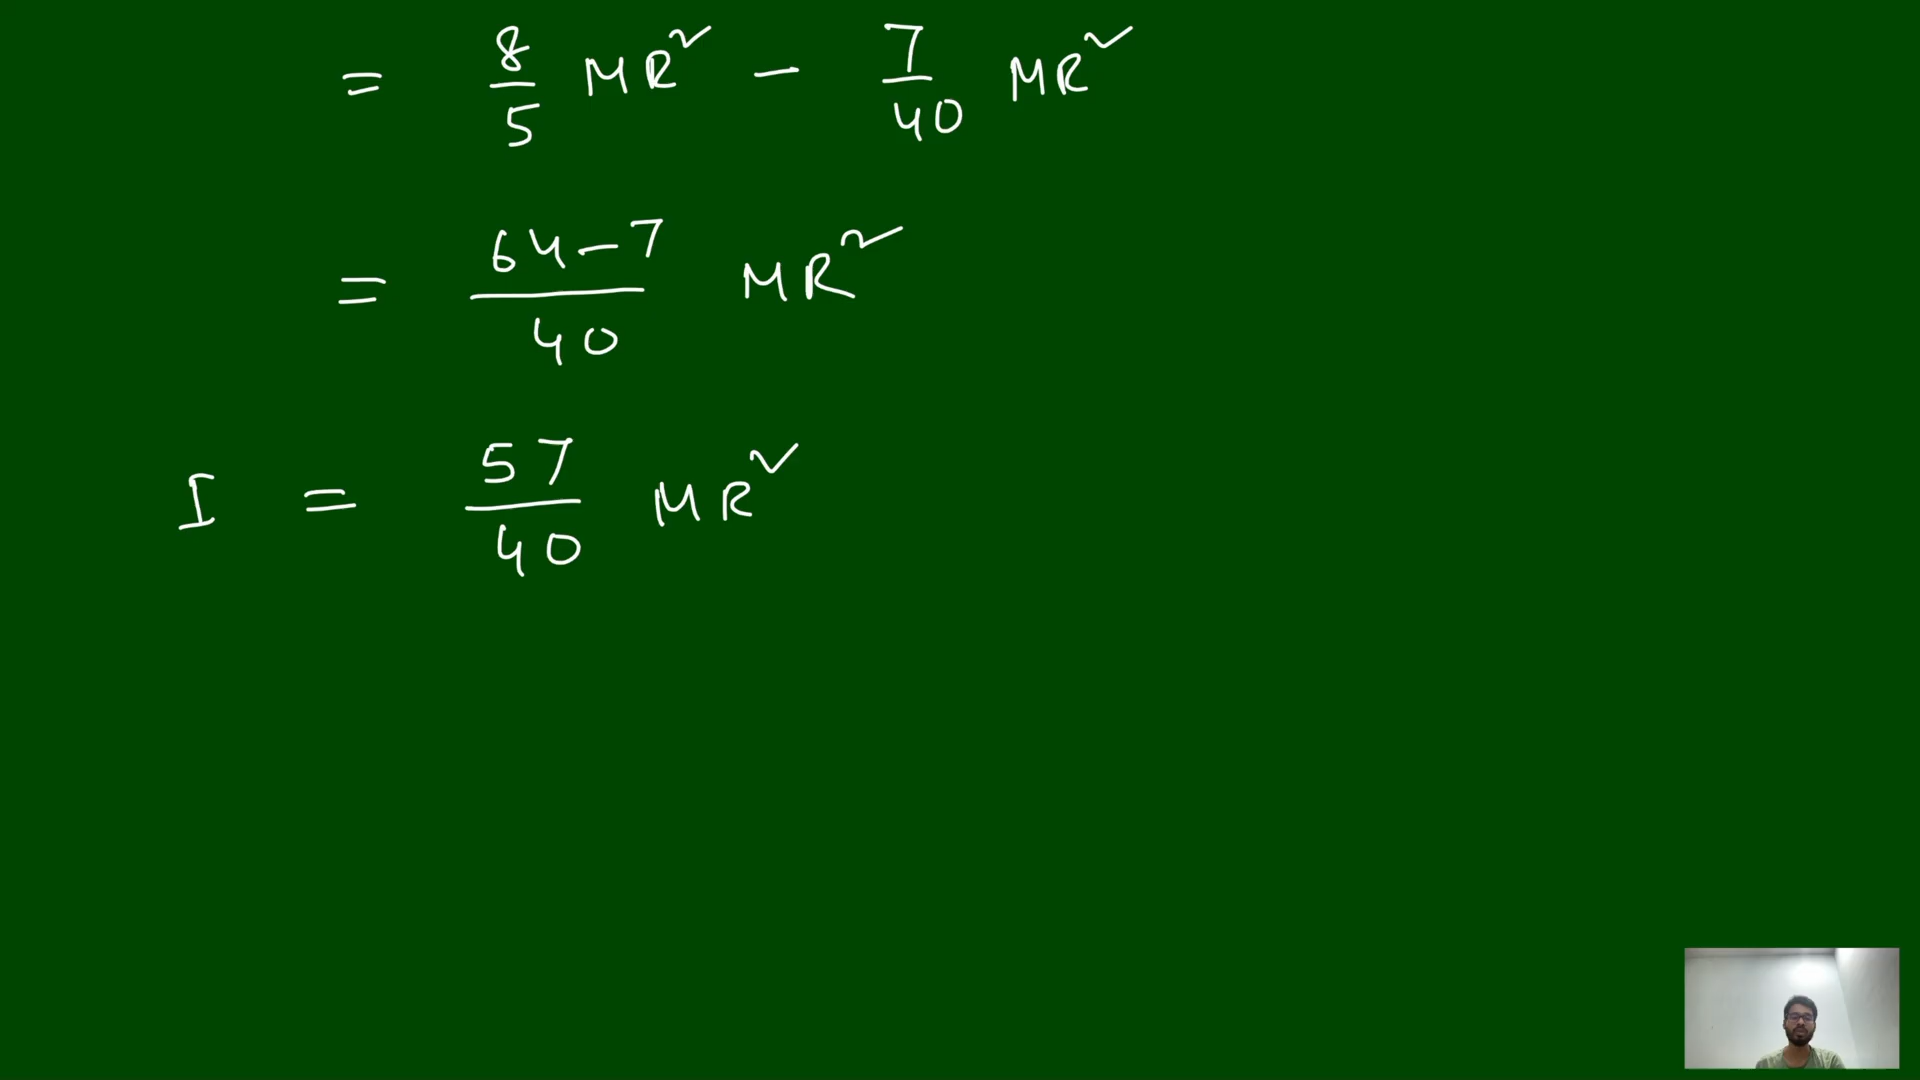 = 8/5 MR² - 7/40 MR²
= 64-7/40 MR²
I = 57/40 MR²